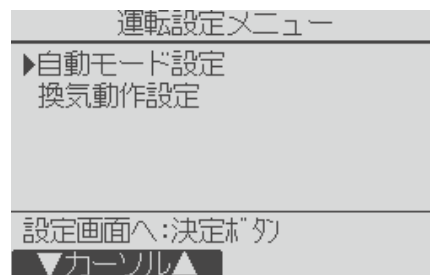 運転設定メニュー
▶自動モード設定
換気動作設定
設定画面へ:決定ボタン
▼カーソル▲